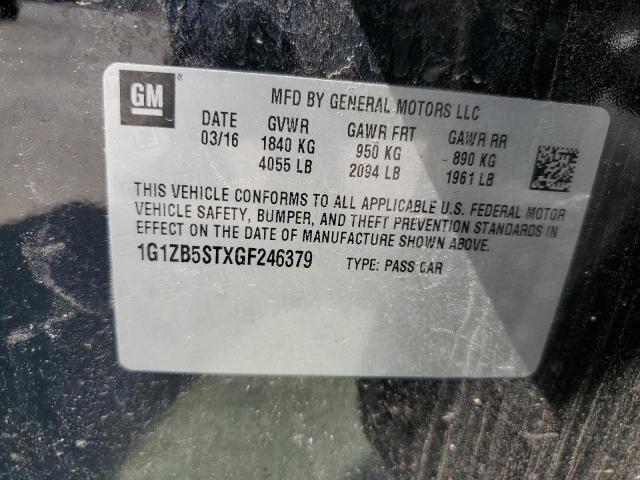 GM ® MFD BY GENERAL MOTORS LLC
DATE GVWR GAWR FRT GAWR RR
03/16 1840 KG 950 KG 890 KG
4055 LB 2094 LB 1961 LB
THIS VEHICLE CONFORMS TO ALL APPLICABLE U.S. FEDERAL MOTOR
VEHICLE SAFETY, BUMPER, AND THEFT PREVENTION STANDARDS IN
EFFECT ON THE DATE OF MANUFACTURE SHOWN ABOVE.
1G1ZB5STXGF246379 TYPE: PASS CAR